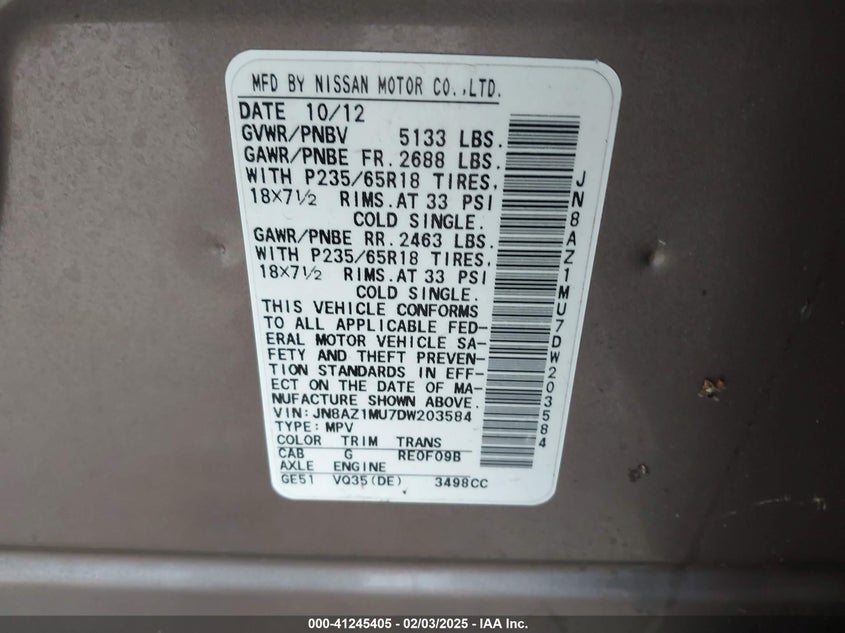 MFD BY NISSAN MOTOR CO.,LTD.
DATE 10/12
GVWR/PNBV 5133 LBS.
GAWR/PNBE FR. 2688 LBS.
WITH P235/65R18 TIRES,
18×7½ RIMS.AT 33 PSI
COLD SINGLE.
GAWR/PNBE RR. 2463 LBS.
WITH P235/65R18 TIRES,
18×7½ RIMS.AT 33 PSI
COLD SINGLE.
THIS VEHICLE CONFORMS
TO ALL APPLICABLE FED-
ERAL MOTOR VEHICLE SA-
FETY AND THEFT PREVEN-
TION STANDARDS IN EFF-
ECT ON THE DATE OF MA-
NUFACTURE SHOWN ABOVE.
VIN: JN8AZ1MU7DW203584
TYPE: MPV
COLOR TRIM TRANS
CAB G RE0F09B
AXLE ENGINE
GE51 VQ35(DE) 3498CC
JN8AZ1MU7DW203584
000-41245405 - 02/03/2025 - IAA Inc.